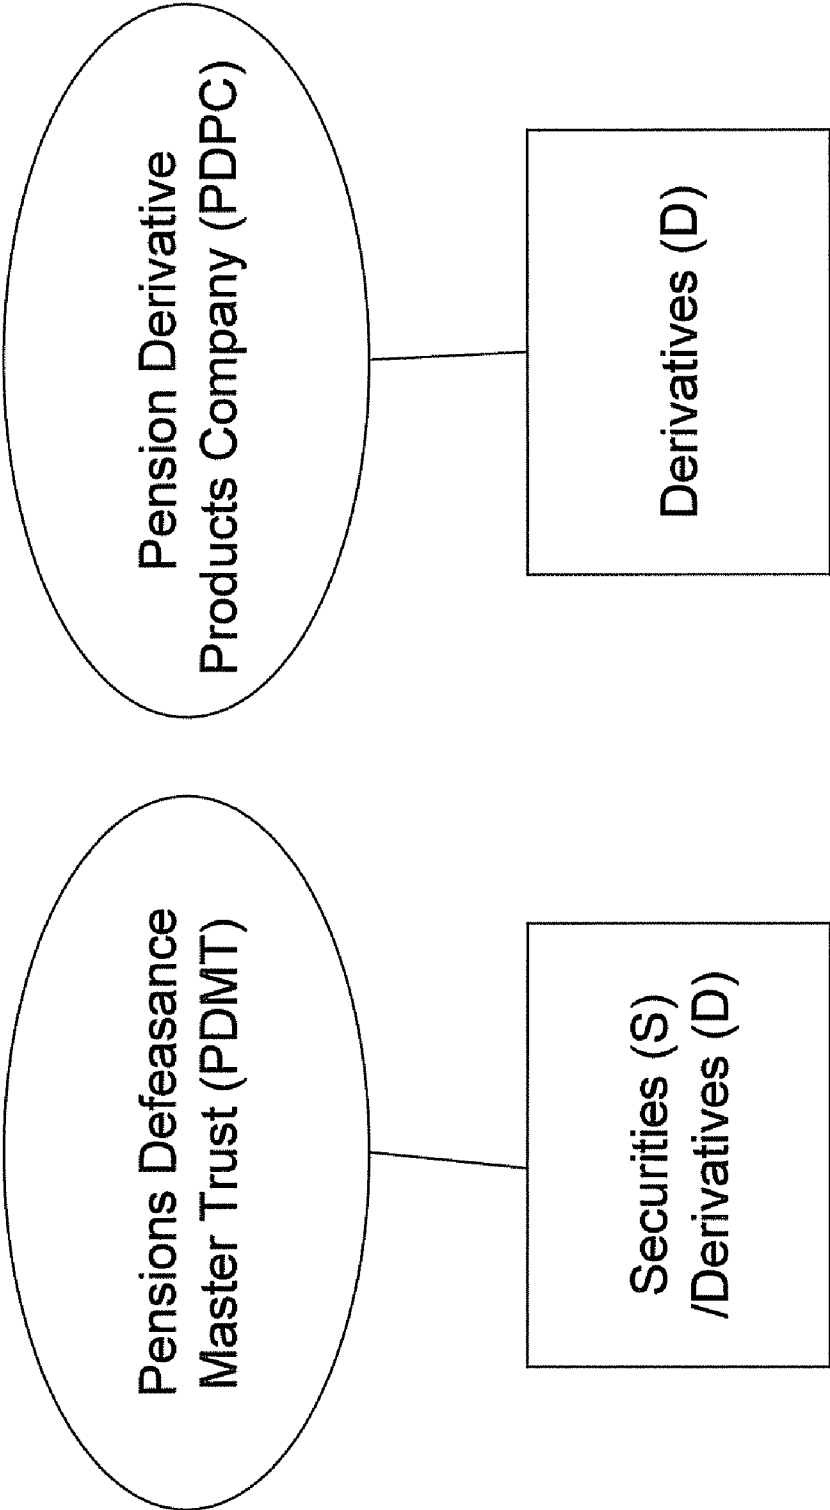 Pensions Defeasance
Master Trust (PDMT)
Pension Derivative
Products Company (PDPC)
Securities (S)
/Derivatives (D)
Derivatives (D)